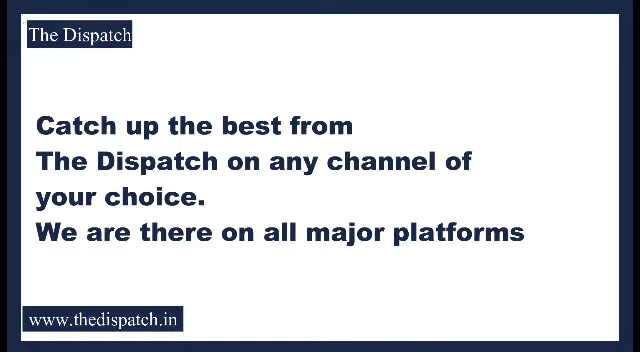 The Dispatch
Catch up the best from
The Dispatch on any channel of
your choice.
We are there on all major platforms
www.thedispatch.in